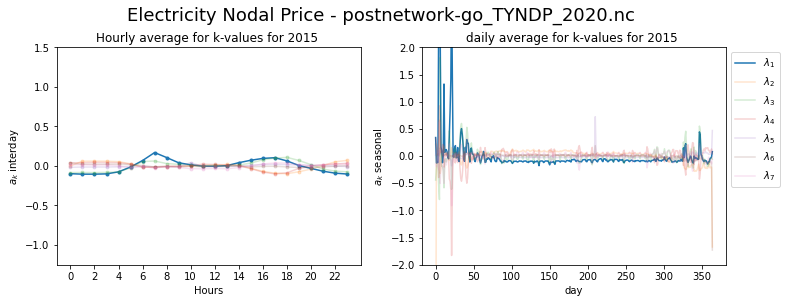 Electricity Nodal Price - postnetwork-go_TYNDP_2020.nc
Hourly average for k-values for 2015
1.5
1.0
0.5
0.0
−0.5
−1.0
a_k interday
0 2 4 6 8 10 12 14 16 18 20 22
Hours
daily average for k-values for 2015
2.0
1.5
1.0
0.5
0.0
−0.5
−1.0
−1.5
−2.0
a_k seasonal
0 50 100 150 200 250 300 350
day
λ₁
λ₂
λ₃
λ₄
λ₅
λ₆
λ₇